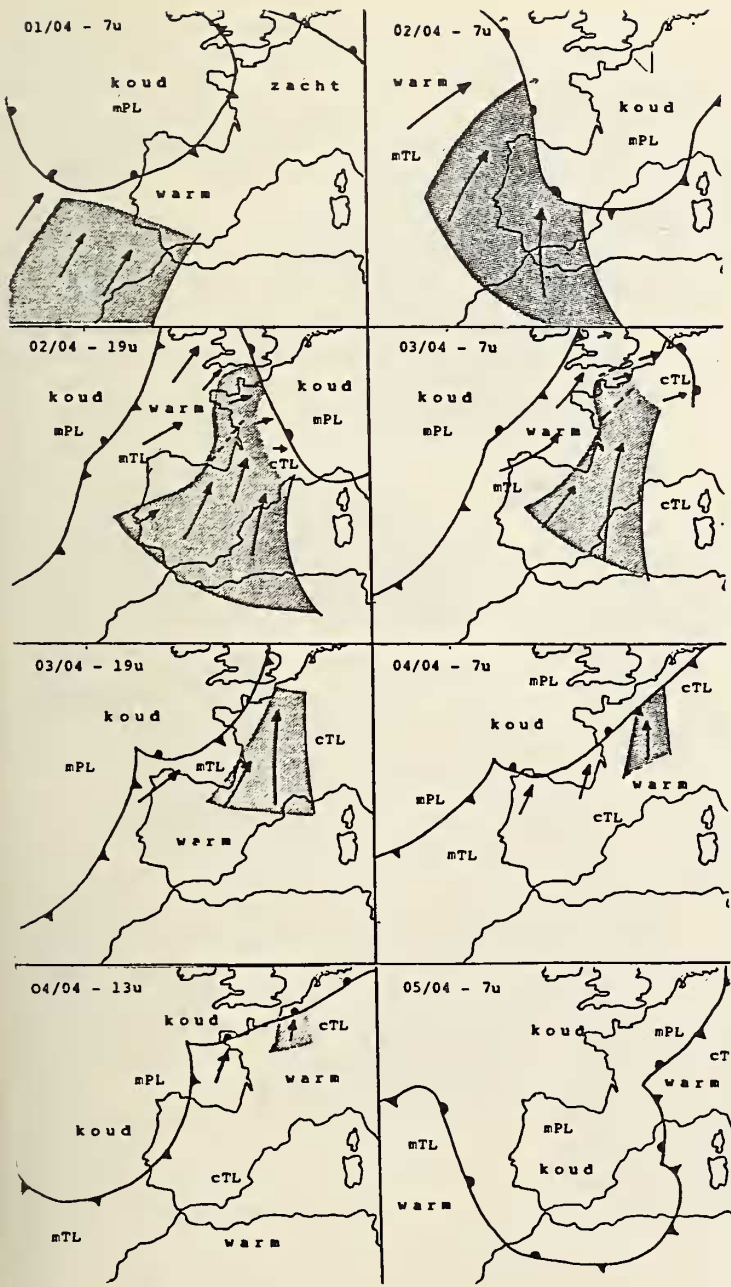 01/04 - 7u
koud
mPL
zacht
warm
02/04 - 7u
warm
koud
mPL
mTL
02/04 - 19u
koud
mPL
warm
mTL
koud
mPL
cTL
03/04 - 7u
koud
mPL
warm
mTL
cTL
cTL
03/04 - 19u
koud
mPL
mTL
cTL
warm
04/04 - 7u
mPL
cTL
koud
warm
mPL
cTL
mTL
04/04 - 13u
koud
cTL
mPL
warm
koud
cTL
mTL
warm
05/04 - 7u
koud
mPL
cT
warm
mTL
mPL
koud
warm